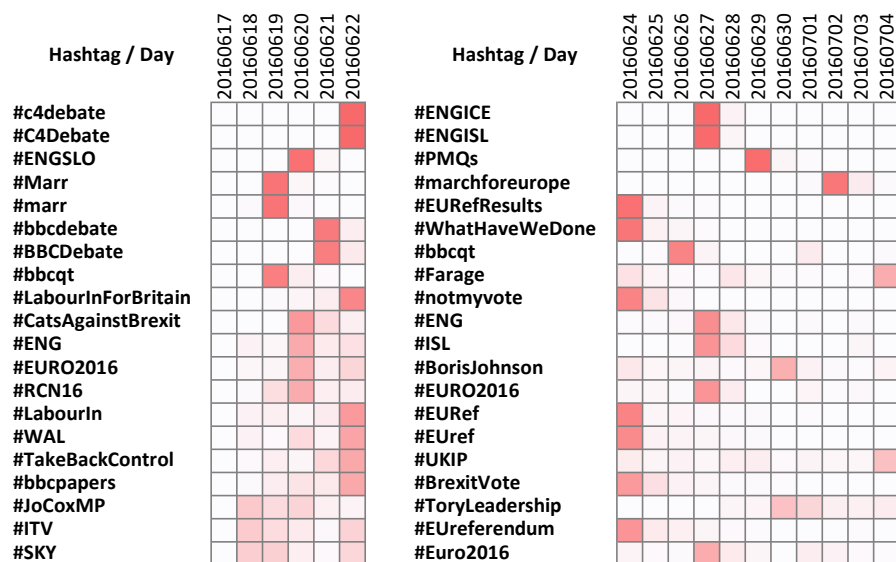 Hashtag / Day
20160617
20160618
20160619
20160620
20160621
20160622
#c4debate
#C4Debate
#ENGSLO
#Marr
#marr
#bbcdebate
#BBCDebate
#bbcqt
#LabourInForBritain
#CatsAgainstBrexit
#ENG
#EURO2016
#RCN16
#LabourIn
#WAL
#TakeBackControl
#bbcpapers
#JoCoxMP
#ITV
#SKY
Hashtag / Day
20160624
20160625
20160626
20160627
20160628
20160629
20160630
20160701
20160702
20160703
20160704
#ENGICE
#ENGISL
#PMQs
#marchforeurope
#EURefResults
#WhatHaveWeDone
#bbcqt
#Farage
#notmyvote
#ENG
#ISL
#BorisJohnson
#EURO2016
#EURef
#EUref
#UKIP
#BrexitVote
#ToryLeadership
#EUreferendum
#Euro2016